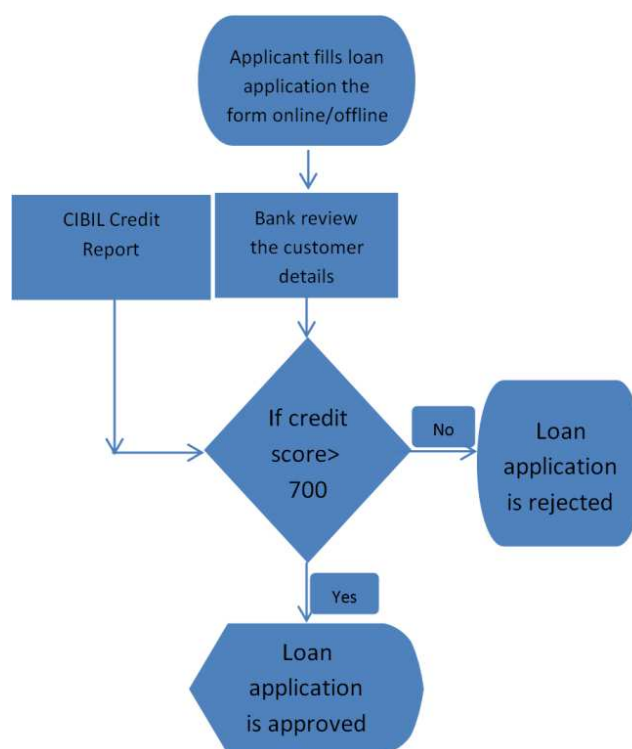 Applicant fills loan
application the
form online/offline
CIBIL Credit
Report
Bank review
the customer
details
If credit
score>
700
No
Loan
application
is rejected
Yes
Loan
application
is approved